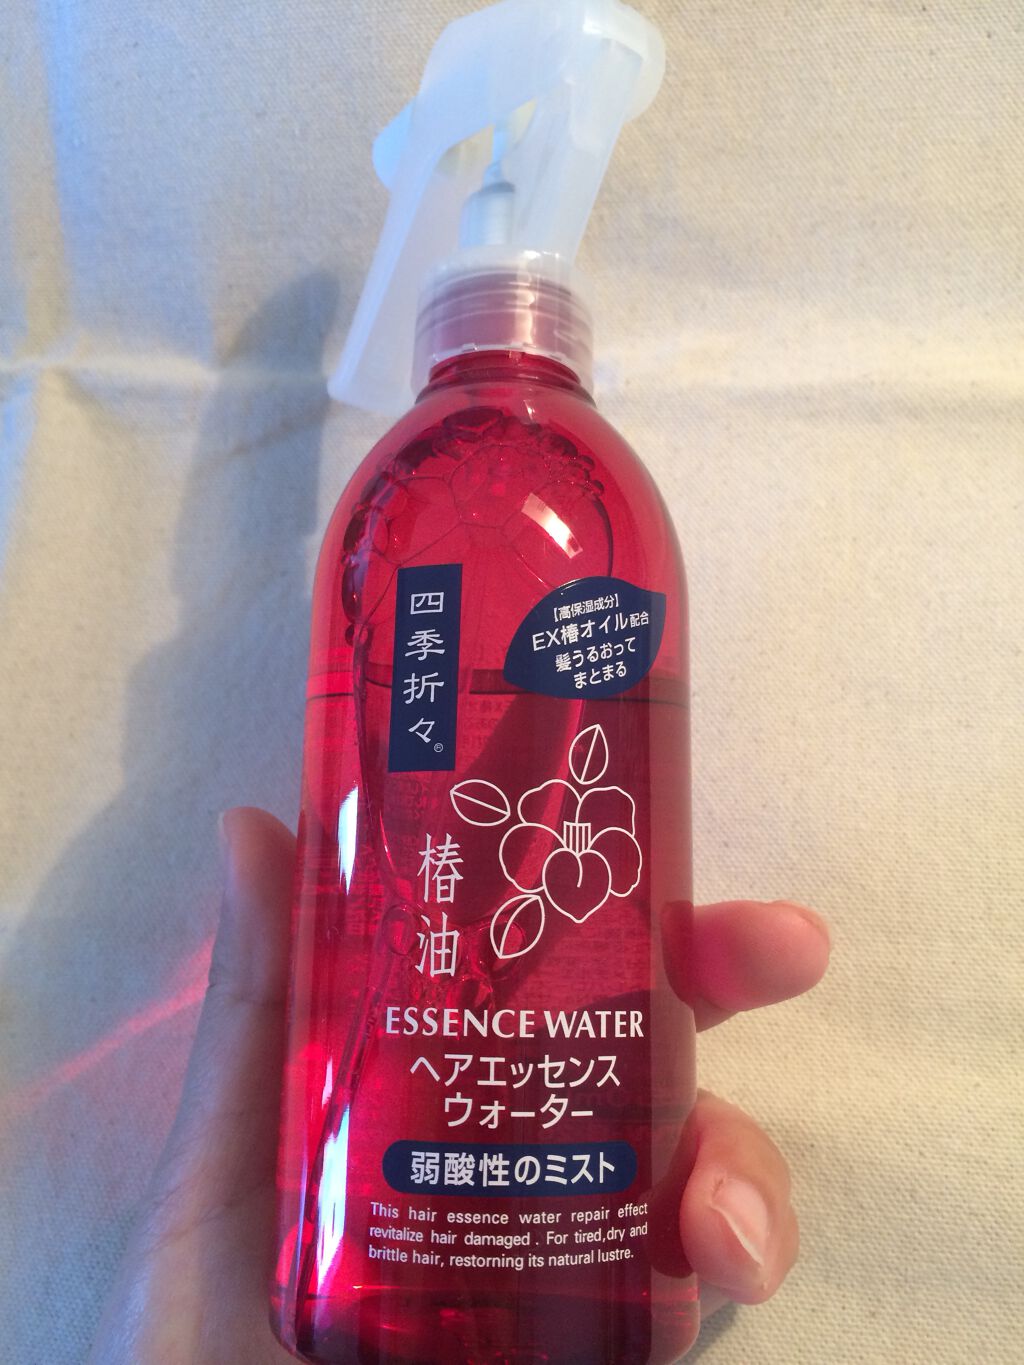 四季折々®
【高保湿成分】
EX椿オイル配合
髪うるおって
まとまる
椿油
ESSENCE WATER
ヘアエッセンス
ウォーター
弱酸性のミスト
This hair essence water repair effect
revitalize hair damaged . For tired,dry and
brittle hair, restorning its natural lustre.